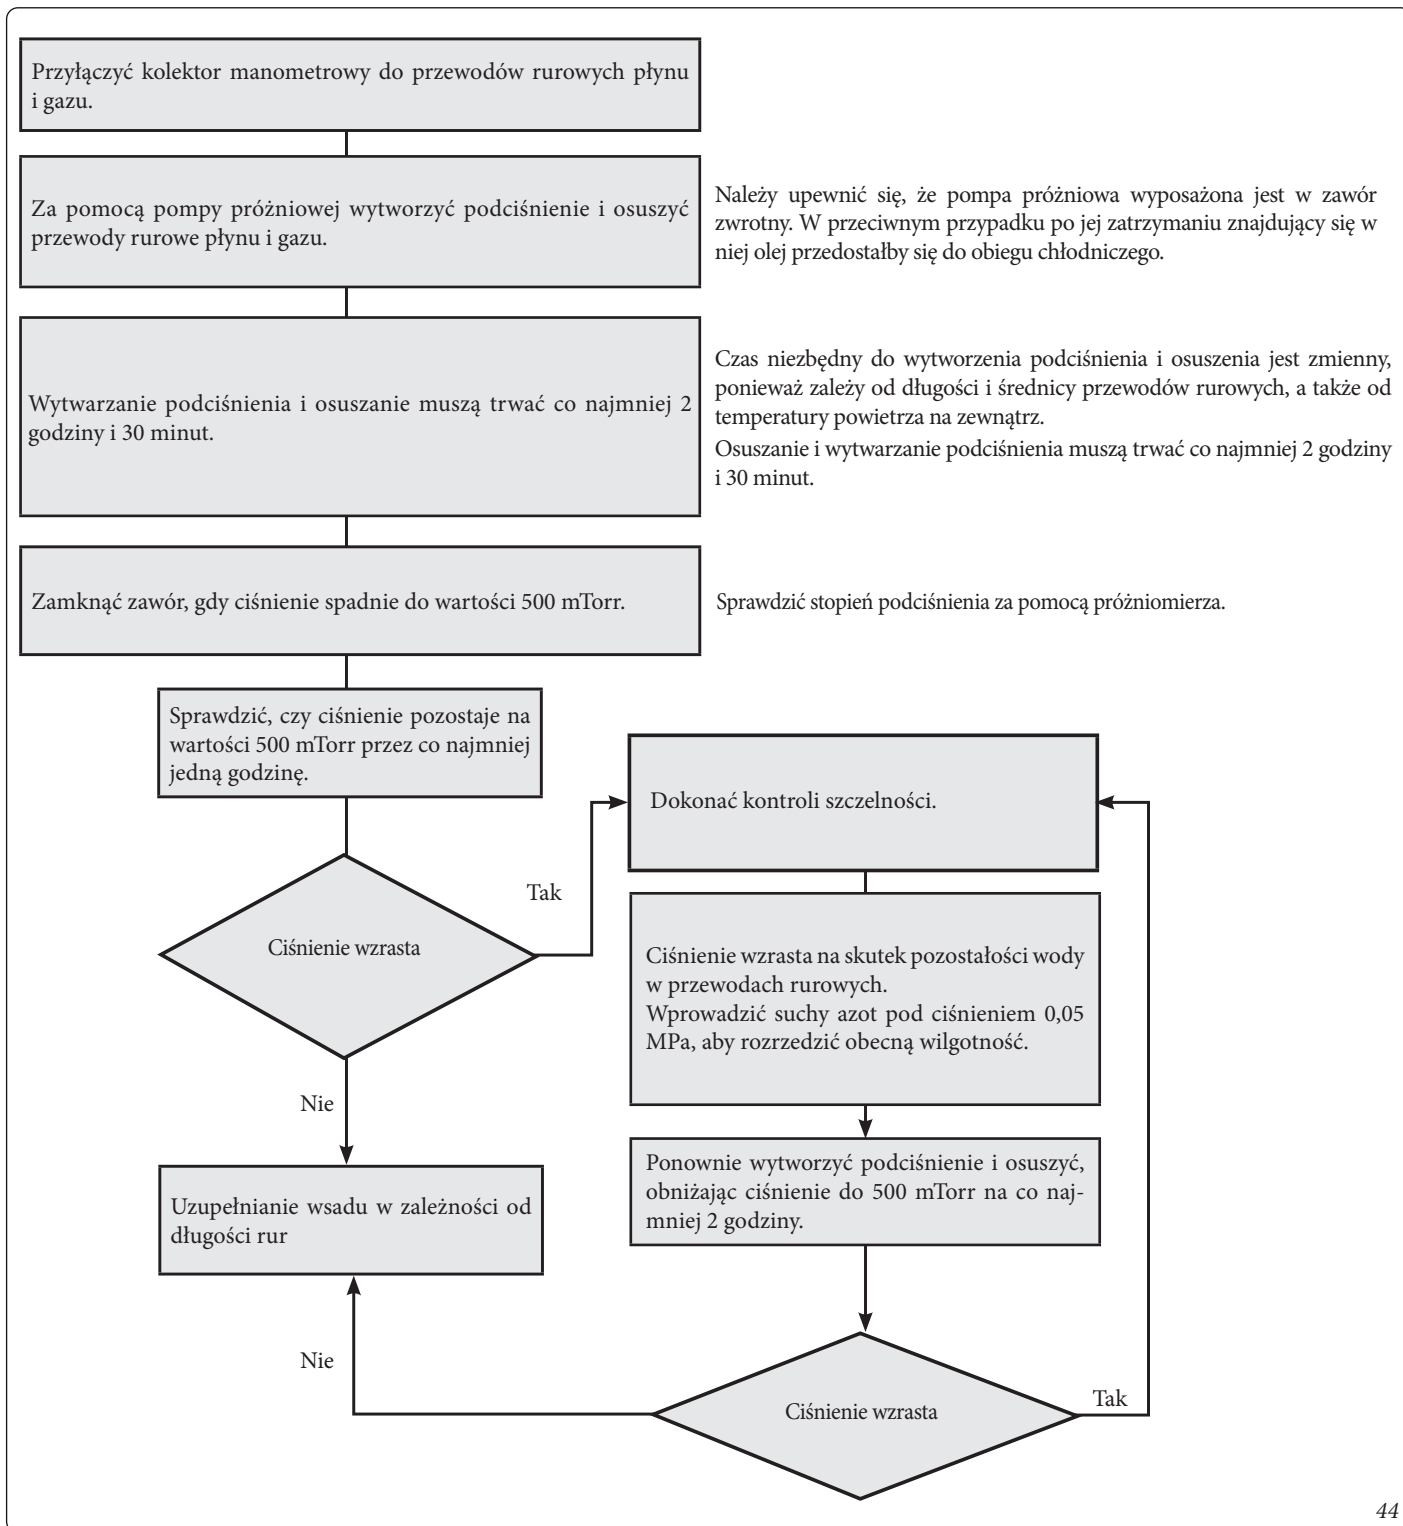 Przyłączyć kolektor manometrowy do przewodów rurowych płynu
i gazu.
Za pomocą pompy próżniowej wytworzyć podciśnienie i osuszyć
przewody rurowe płynu i gazu.
Należy upewnić się, że pompa próżniowa wyposażona jest w zawór
zwrotny. W przeciwnym przypadku po jej zatrzymaniu znajdujący się w
niej olej przedostałby się do obiegu chłodniczego.
Wytwarzanie podciśnienia i osuszanie muszą trwać co najmniej 2
godziny i 30 minut.
Czas niezbędny do wytworzenia podciśnienia i osuszenia jest zmienny,
ponieważ zależy od długości i średnicy przewodów rurowych, a także od
temperatury powietrza na zewnątrz.
Osuszanie i wytwarzanie podciśnienia muszą trwać co najmniej 2 godziny
i 30 minut.
Zamknąć zawór, gdy ciśnienie spadnie do wartości 500 mTorr.
Sprawdzić stopień podciśnienia za pomocą próżniomierza.
Sprawdzić, czy ciśnienie pozostaje na
wartości 500 mTorr przez co najmniej
jedną godzinę.
Dokonać kontroli szczelności.
Tak
Ciśnienie wzrasta
Ciśnienie wzrasta na skutek pozostałości wody
w przewodach rurowych.
Wprowadzić suchy azot pod ciśnieniem 0,05
MPa, aby rozrzedzić obecną wilgotność.
Nie
Ponownie wytworzyć podciśnienie i osuszyć,
obniżając ciśnienie do 500 mTorr na co naj-
mniej 2 godziny.
Uzupełnianie wsadu w zależności od
długości rur
Nie
Ciśnienie wzrasta
Tak
44